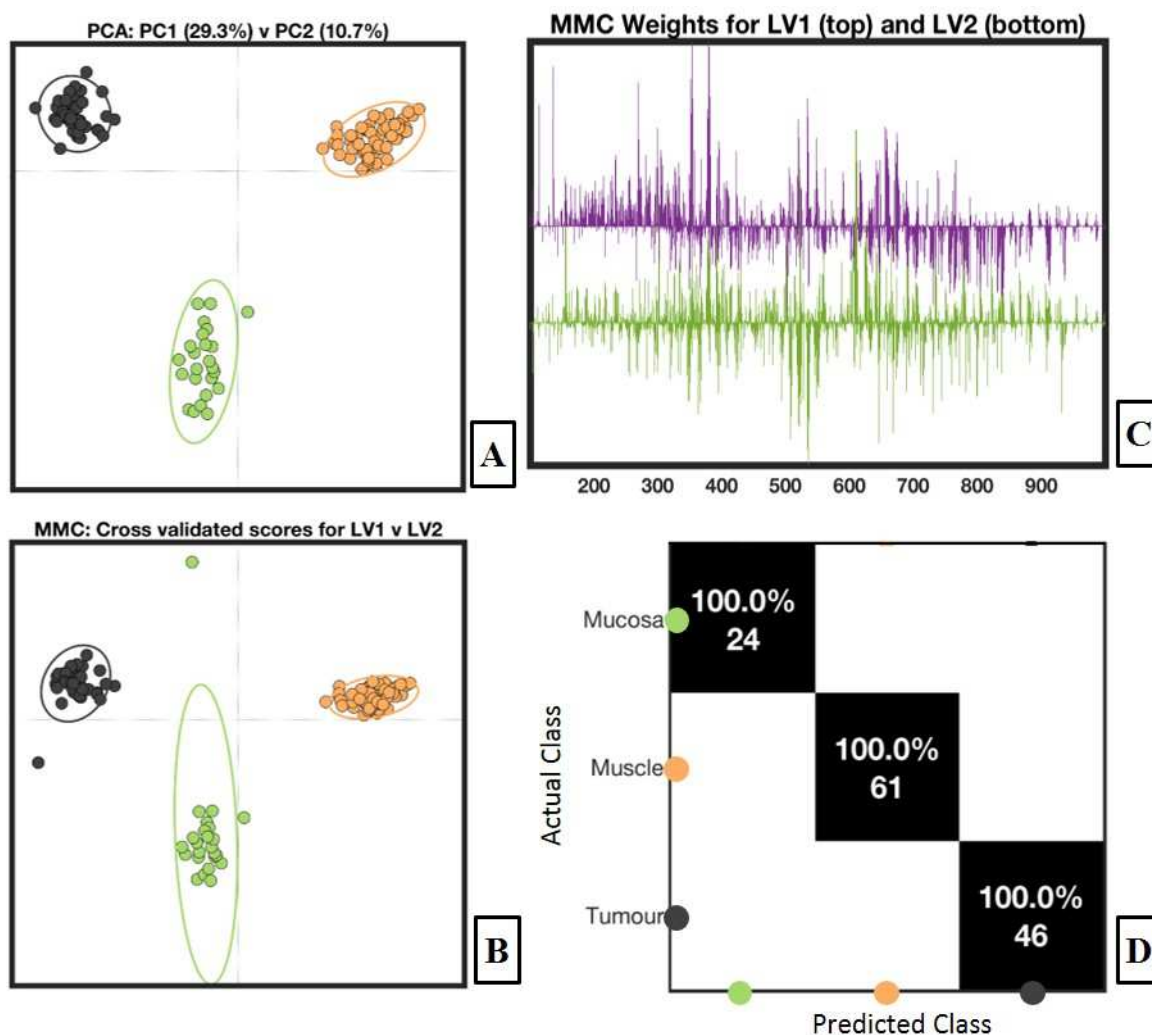 PCA: PC1 (29.3%) v PC2 (10.7%)
A
MMC Weights for LV1 (top) and LV2 (bottom)
C
200 300 400 500 600 700 800 900
MMC: Cross validated scores for LV1 v LV2
B
Actual Class
Mucosa
100.0%
24
Muscle
100.0%
61
Tumour
100.0%
46
D
Predicted Class